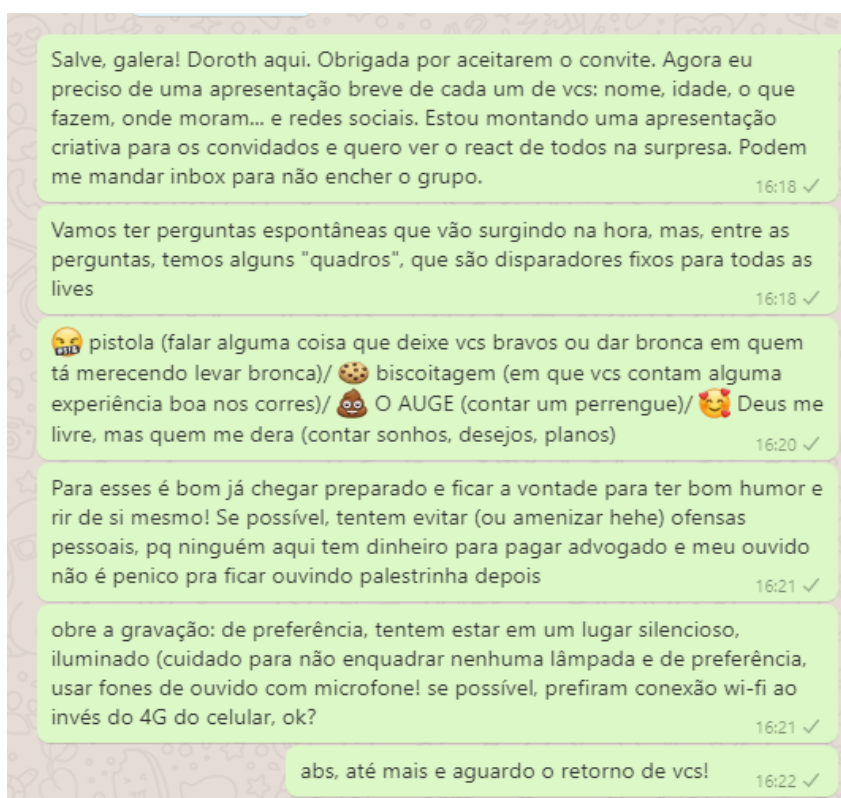 Salve, galera! Doroth aqui. Obrigada por aceitarem o convite. Agora eu
preciso de uma apresentação breve de cada um de vcs: nome, idade, o que
fazem, onde moram... e redes sociais. Estou montando uma apresentação
criativa para os convidados e quero ver o react de todos na surpresa. Podem
me mandar inbox para não encher o grupo.
16:18
Vamos ter perguntas espontâneas que vão surgindo na hora, mas, entre as
perguntas, temos alguns "quadros", que são disparadores fixos para todas as
lives
16:18
🤬 pistola (falar alguma coisa que deixe vcs bravos ou dar bronca em quem
tá merecendo levar bronca)/ 🍪 biscoitagem (em que vcs contam alguma
experiência boa nos corres)/ 💩 O AUGE (contar um perrengue)/ 🥰 Deus me
livre, mas quem me dera (contar sonhos, desejos, planos)
16:20
Para esses é bom já chegar preparado e ficar a vontade para ter bom humor e
rir de si mesmo! Se possível, tentem evitar (ou amenizar hehe) ofensas
pessoais, pq ninguém aqui tem dinheiro para pagar advogado e meu ouvido
não é penico pra ficar ouvindo palestrinha depois
16:21
obre a gravação: de preferência, tentem estar em um lugar silencioso,
iluminado (cuidado para não enquadrar nenhuma lâmpada e de preferência,
usar fones de ouvido com microfone! se possível, prefiram conexão wi-fi ao
invés do 4G do celular, ok?
16:21
abs, até mais e aguardo o retorno de vcs!
16:22